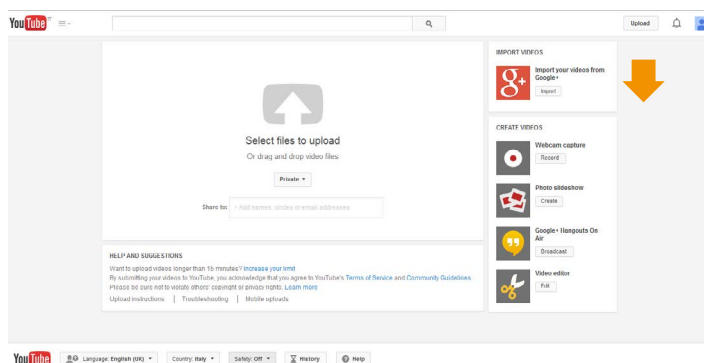 YouTube IT
Upload
IMPORT VIDEOS
Import your videos from
Google+
Import
Select files to upload
Or drag and drop video files
Private
Share to: + Add names, circles or email addresses
CREATE VIDEOS
Webcam capture
Record
Photo slideshow
Create
Google+ Hangouts On
Air
Broadcast
Video editor
Edit
HELP AND SUGGESTIONS
Want to upload videos longer than 15 minutes? Increase your limit
By submitting your videos to YouTube, you acknowledge that you agree to YouTube's Terms of Service and Community Guidelines.
Please be sure not to violate others' copyright or privacy rights. Learn more
Upload instructions | Troubleshooting | Mobile uploads
YouTube Language: English (UK) Country: Italy Safety: Off History Help